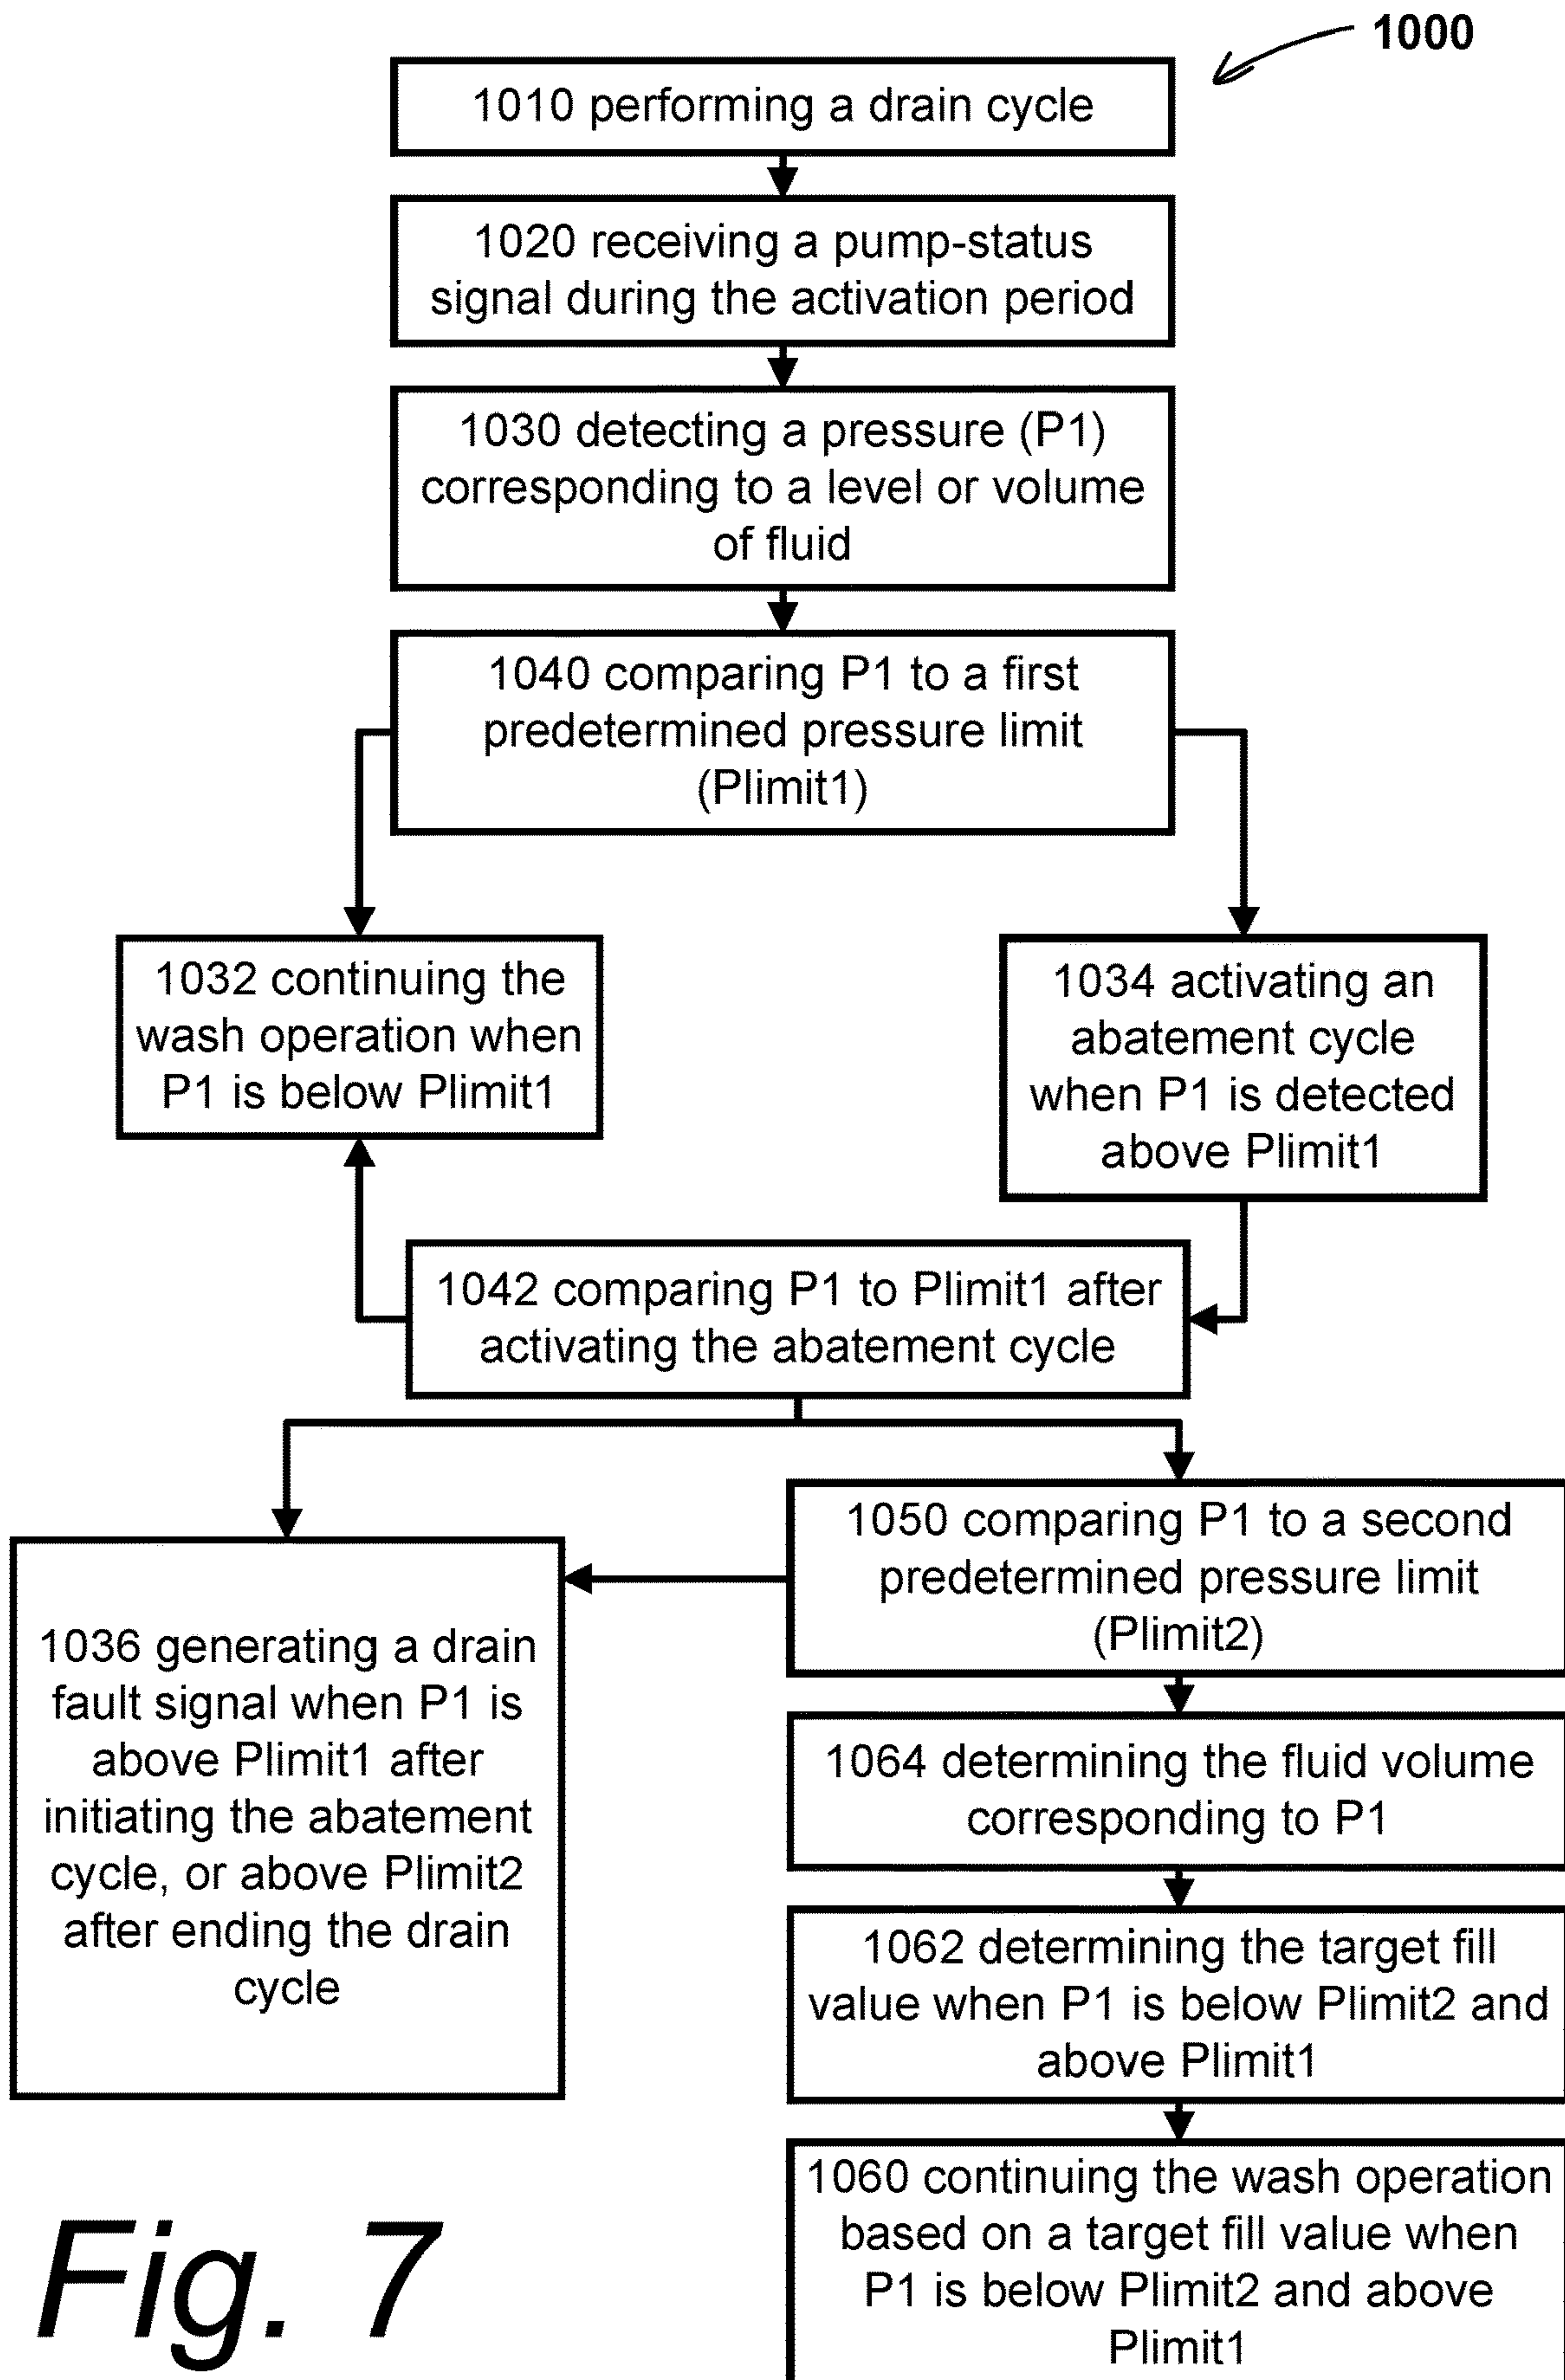 1000
1010 performing a drain cycle
1020 receiving a pump-status
signal during the activation period
1030 detecting a pressure (P1)
corresponding to a level or volume
of fluid
1040 comparing P1 to a first
predetermined pressure limit
(Plimit1)
1032 continuing the
wash operation when
P1 is below Plimit1
1034 activating an
abatement cycle
when P1 is detected
above Plimit1
1042 comparing P1 to Plimit1 after
activating the abatement cycle
1036 generating a drain
fault signal when P1 is
above Plimit1 after
initiating the abatement
cycle, or above Plimit2
after ending the drain
cycle
1050 comparing P1 to a second
predetermined pressure limit
(Plimit2)
1064 determining the fluid volume
corresponding to P1
1062 determining the target fill
value when P1 is below Plimit2 and
above Plimit1
1060 continuing the wash operation
based on a target fill value when
P1 is below Plimit2 and above
Plimit1
Fig. 7